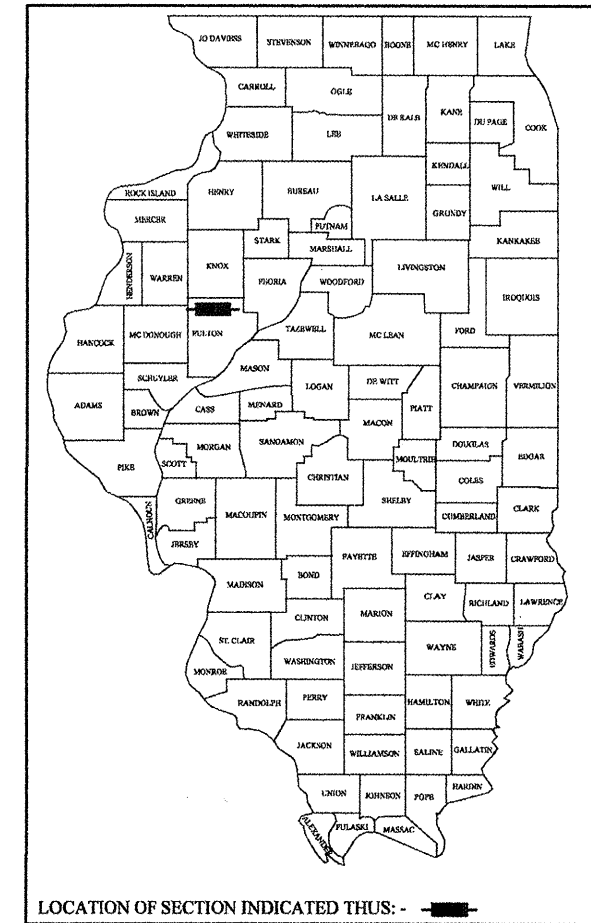 JO DAVIESS STEVENSON WINNEBAGO BOONE MC HENRY LAKE
CARROLL OGLE DE KALB KANE DU PAGE COOK
WHITESIDE LEE KENDALL WILL
ROCK ISLAND HENRY BUREAU LA SALLE GRUNDY
MERCER PUTNAM KANKAKEE
STARK MARSHALL
HENDERSON WARREN KNOX PEORIA WOODFORD LIVINGSTON IROQUOIS
HANCOCK MC DONOUGH FULTON TAZEWELL MC LEAN FORD
MASON
SCHUYLER LOGAN DE WITT CHAMPAIGN VERMILION
ADAMS BROWN CASS MENARD MACON PIATT
MORGAN SANGAMON MOULTRIE DOUGLAS EDGAR
PIKE SCOTT CHRISTIAN COLES
GREENE MACOUPIN MONTGOMERY SHELBY CUMBERLAND CLARK
CALHOUN JERSEY
FAYETTE EFFINGHAM JASPER CRAWFORD
MADISON BOND
CLAY RICHLAND LAWRENCE
CLINTON MARION
ST. CLAIR WAYNE EDWARDS WABASH
WASHINGTON JEFFERSON
MONROE
RANDOLPH PERRY HAMILTON WHITE
FRANKLIN
JACKSON WILLIAMSON SALINE GALLATIN
UNION JOHNSON POPE HARDIN
ALEXANDER PULASKI MASSAC
LOCATION OF SECTION INDICATED THUS: -